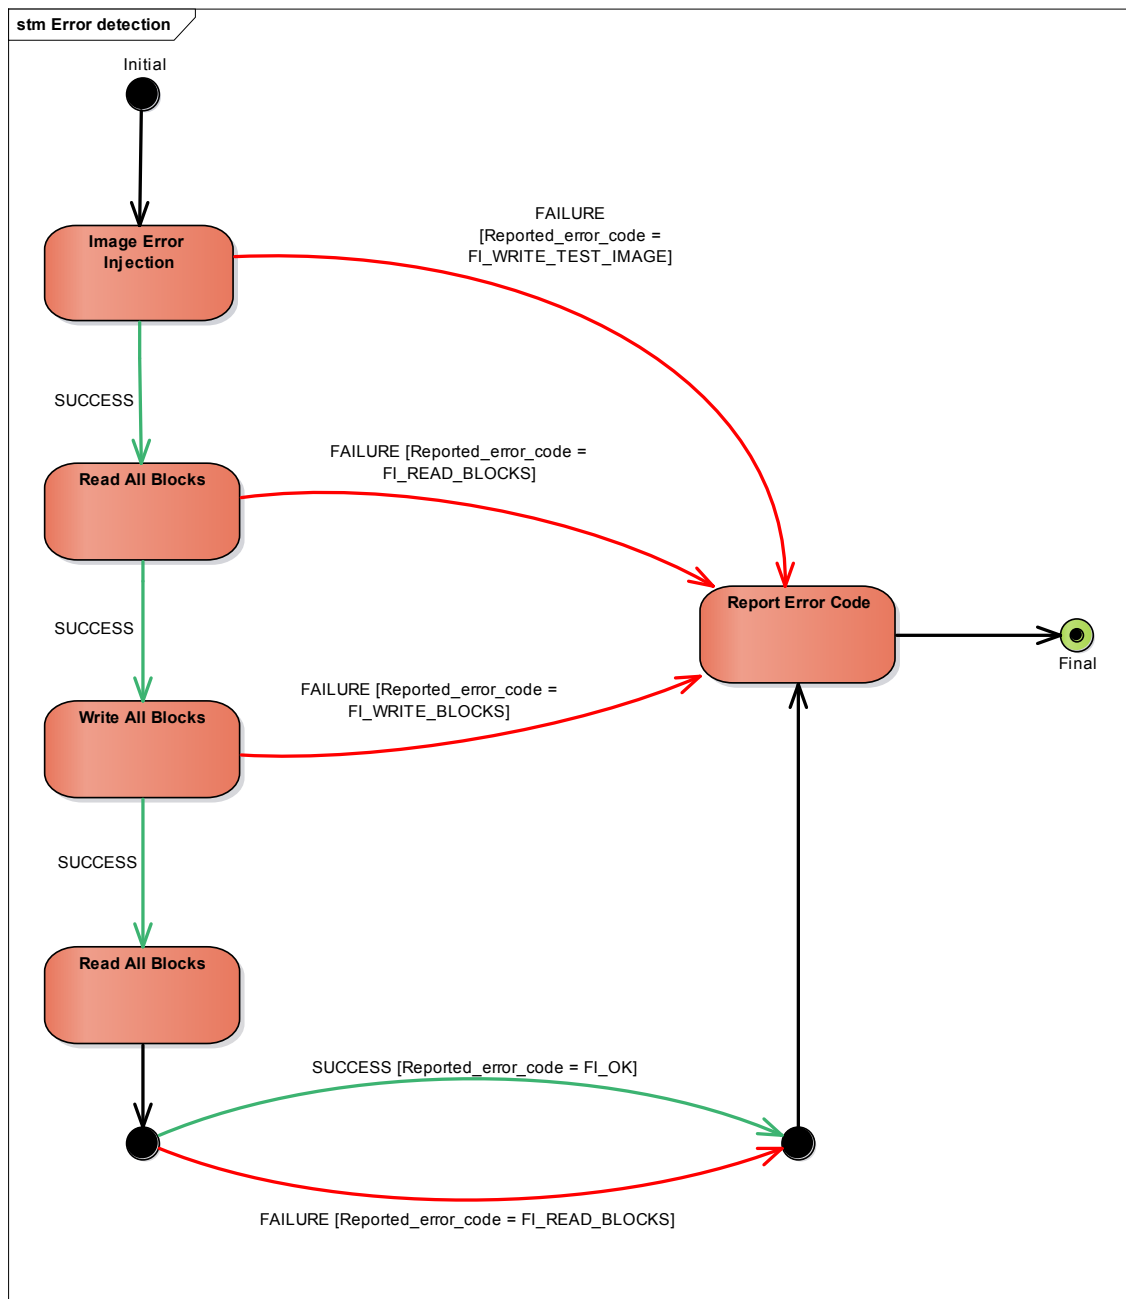 stm Error detection
Initial
Image Error
Injection
FAILURE
[Reported_error_code =
FI_WRITE_TEST_IMAGE]
SUCCESS
Read All Blocks
FAILURE [Reported_error_code =
FI_READ_BLOCKS]
SUCCESS
Report Error Code
Final
Write All Blocks
FAILURE [Reported_error_code =
FI_WRITE_BLOCKS]
SUCCESS
Read All Blocks
SUCCESS [Reported_error_code = FI_OK]
FAILURE [Reported_error_code = FI_READ_BLOCKS]